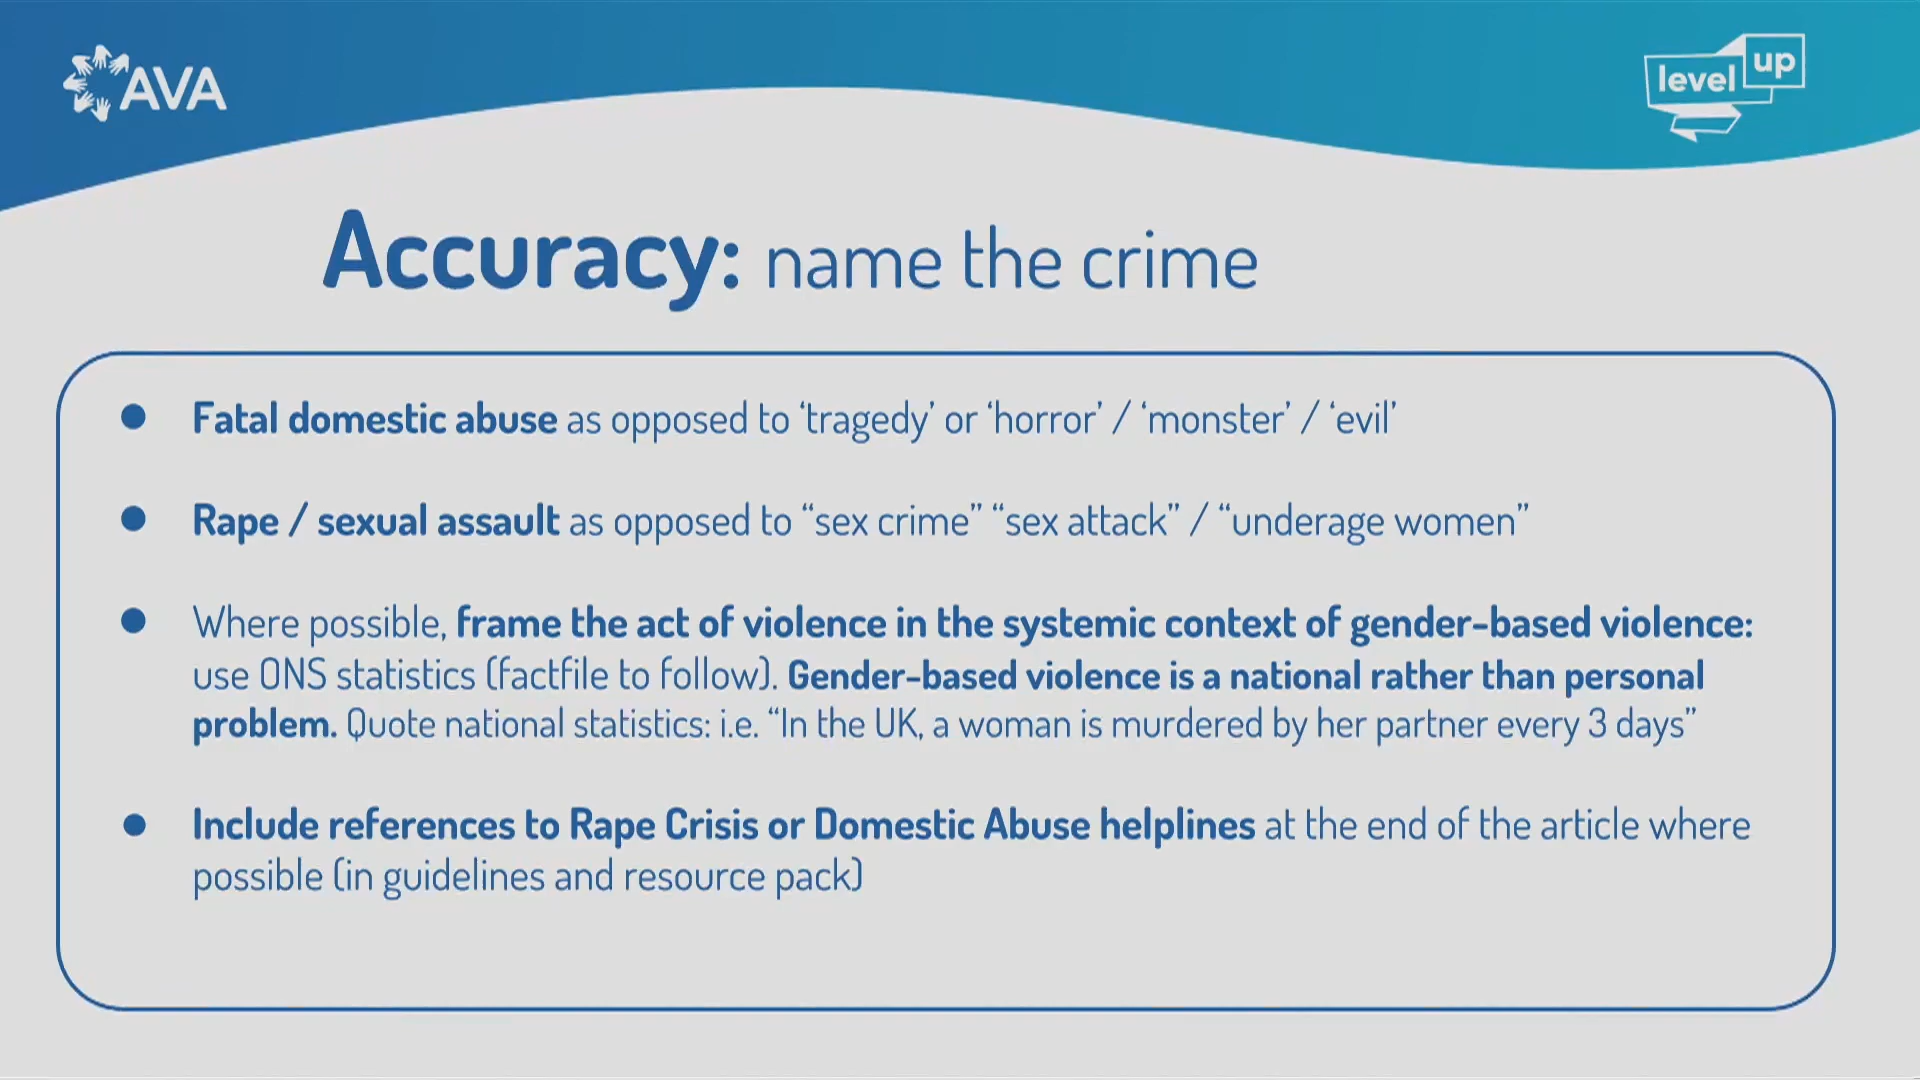 AVA
level up
Accuracy: name the crime
● Fatal domestic abuse as opposed to ‘tragedy’ or ‘horror’ / ‘monster’ / ‘evil’
● Rape / sexual assault as opposed to “sex crime” “sex attack” / “underage women”
● Where possible, frame the act of violence in the systemic context of gender-based violence:
use ONS statistics (factfile to follow). Gender-based violence is a national rather than personal
problem. Quote national statistics: i.e. “In the UK, a woman is murdered by her partner every 3 days”
● Include references to Rape Crisis or Domestic Abuse helplines at the end of the article where
possible (in guidelines and resource pack)